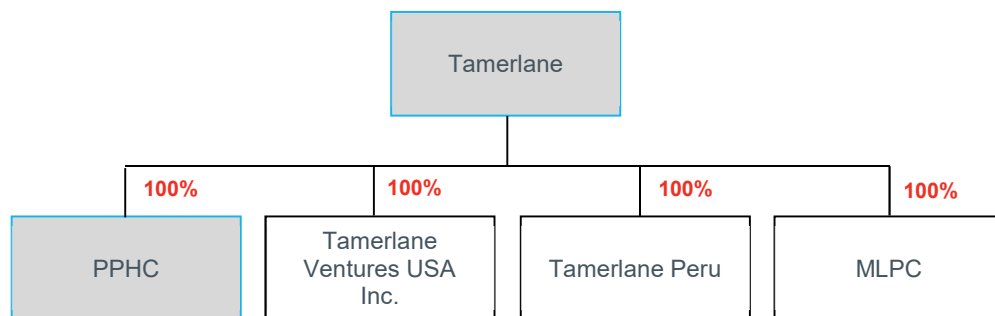 Tamerlane
100%
100%
100%
100%
PPHC
Tamerlane
Ventures USA
Inc.
Tamerlane Peru
MLPC